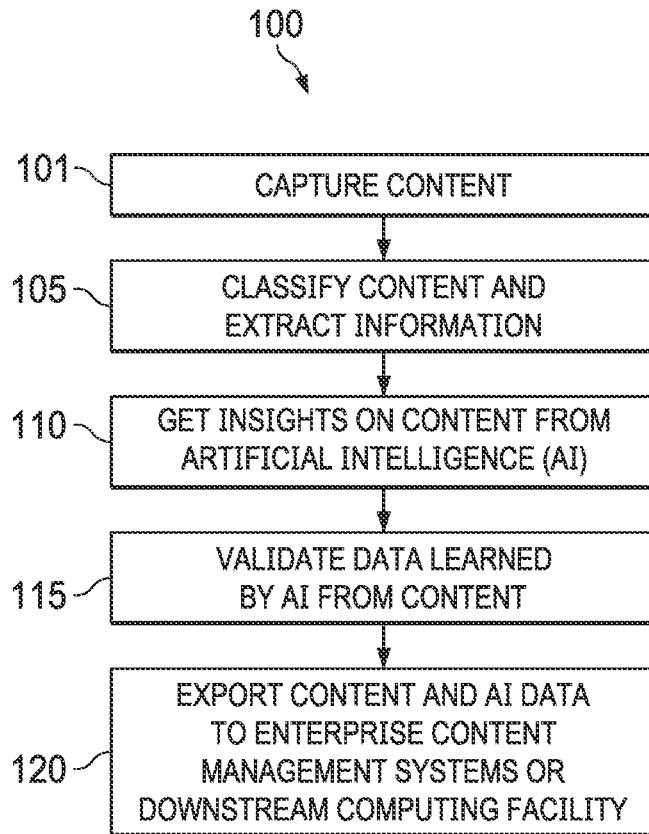 100
101
CAPTURE CONTENT
105
CLASSIFY CONTENT AND
EXTRACT INFORMATION
110
GET INSIGHTS ON CONTENT FROM
ARTIFICIAL INTELLIGENCE (AI)
115
VALIDATE DATA LEARNED
BY AI FROM CONTENT
120
EXPORT CONTENT AND AI DATA
TO ENTERPRISE CONTENT
MANAGEMENT SYSTEMS OR
DOWNSTREAM COMPUTING FACILITY